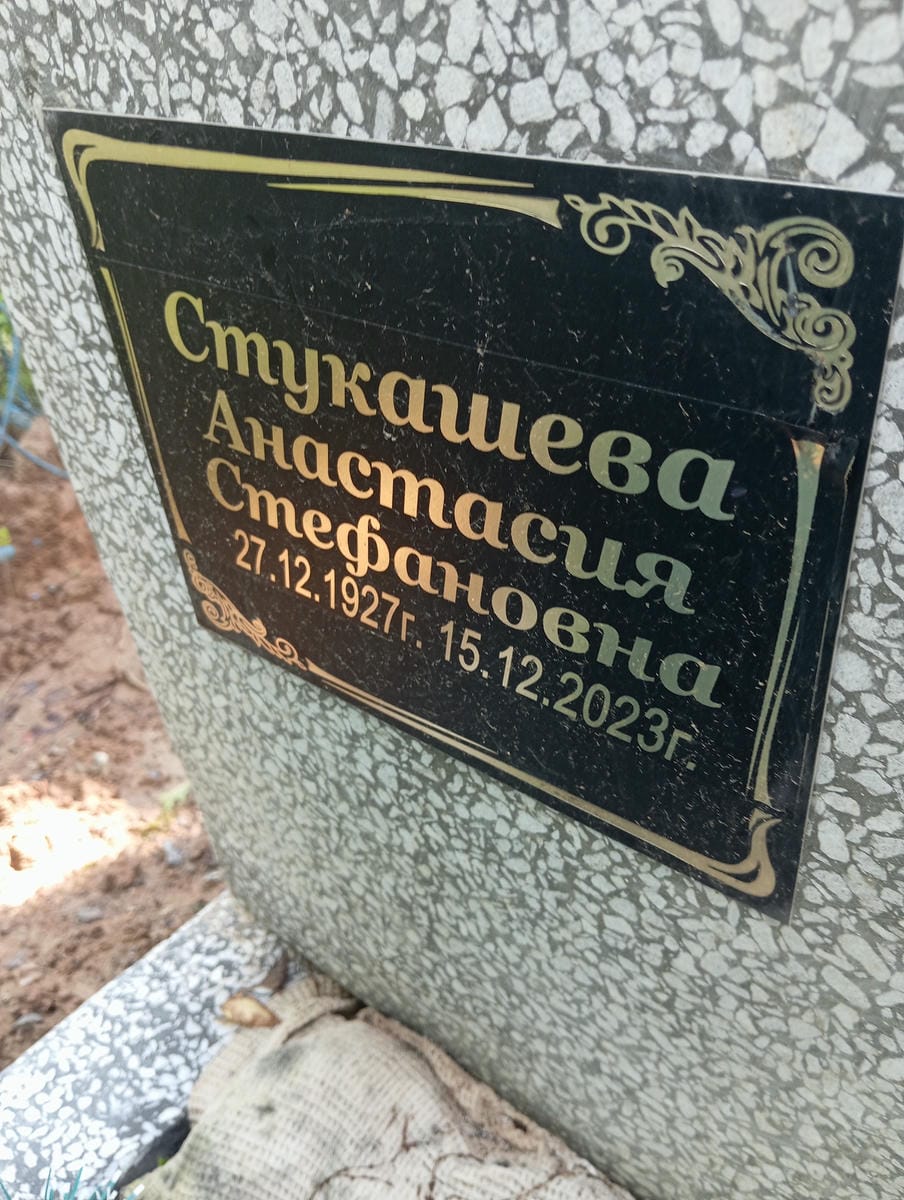 Стукашева
Анастасия
Стефановна
27.12.1927г. 15.12.2023г.